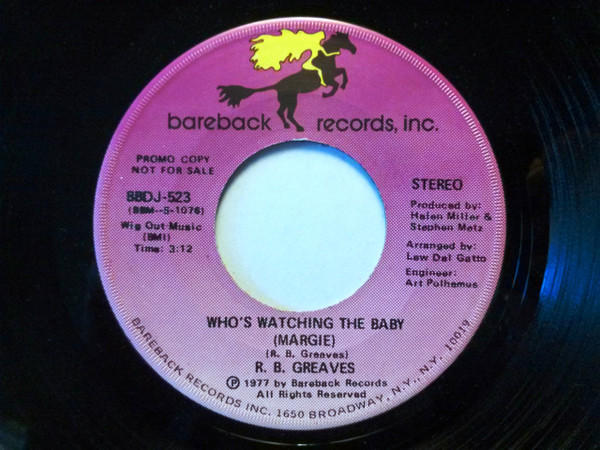 bareback records, inc.
PROMO COPY
NOT FOR SALE
BBDJ-523
(BBM--S-1076)
Wig Out Music
(BMI)
Time: 3:12
STEREO
Produced by:
Helen Miller &
Stephen Metz
Arranged by:
Lew Del Gatto
Engineer:
Art Polhemus
WHO'S WATCHING THE BABY
(MARGIE)
(R. B. Greaves)
R. B. GREAVES
Ⓟ 1977 by Bareback Records
All Rights Reserved
BAREBACK RECORDS INC. 1650 BROADWAY, N.Y., N.Y. 10019